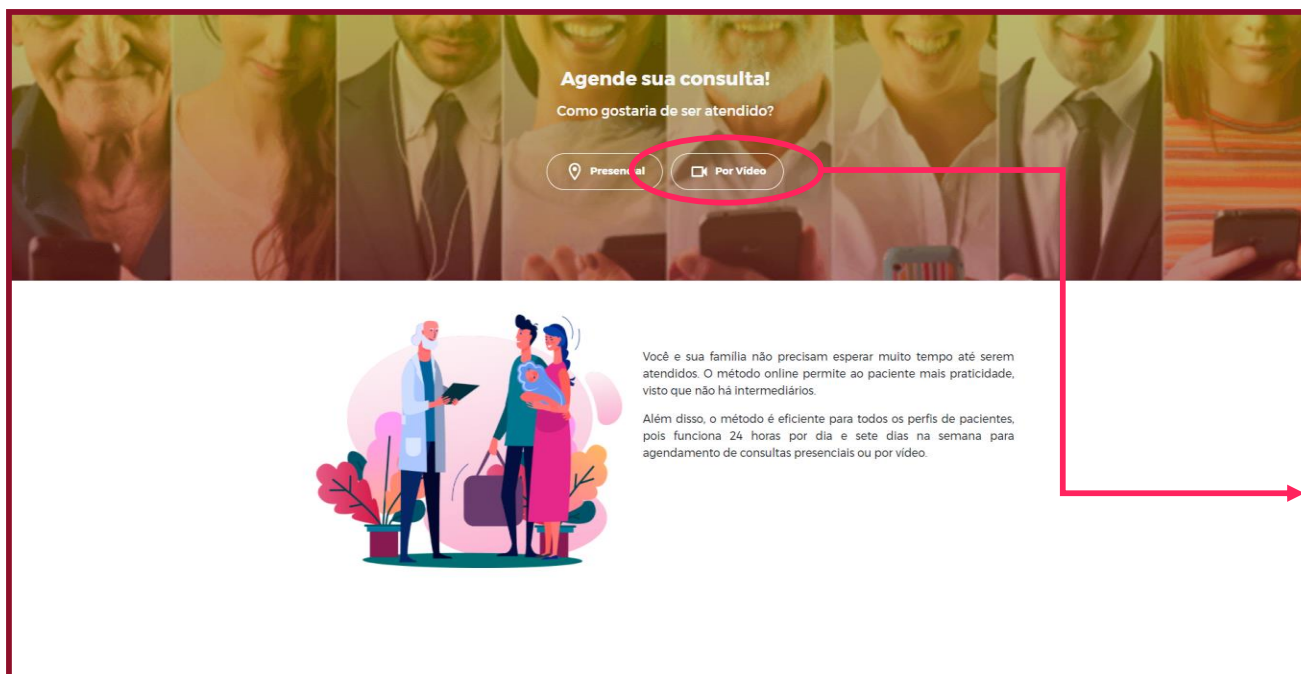 Agende sua consulta!
Como gostaria de ser atendido?
Presencial
Por Vídeo
Você e sua família não precisam esperar muito tempo até serem
atendidos. O método online permite ao paciente mais praticidade,
visto que não há intermediários.
Além disso, o método é eficiente para todos os perfis de pacientes,
pois funciona 24 horas por dia e sete dias na semana para
agendamento de consultas presenciais ou por vídeo.